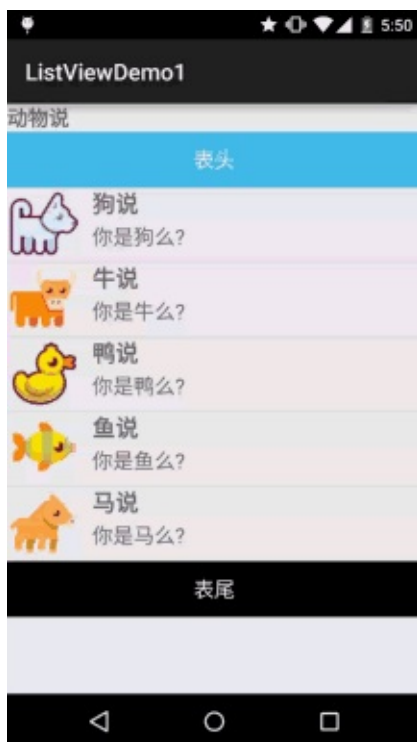 5:50
ListViewDemo1
动物说
表头
狗说
你是狗么?
牛说
你是牛么?
鸭说
你是鸭么?
鱼说
你是鱼么?
马说
你是马么?
表尾